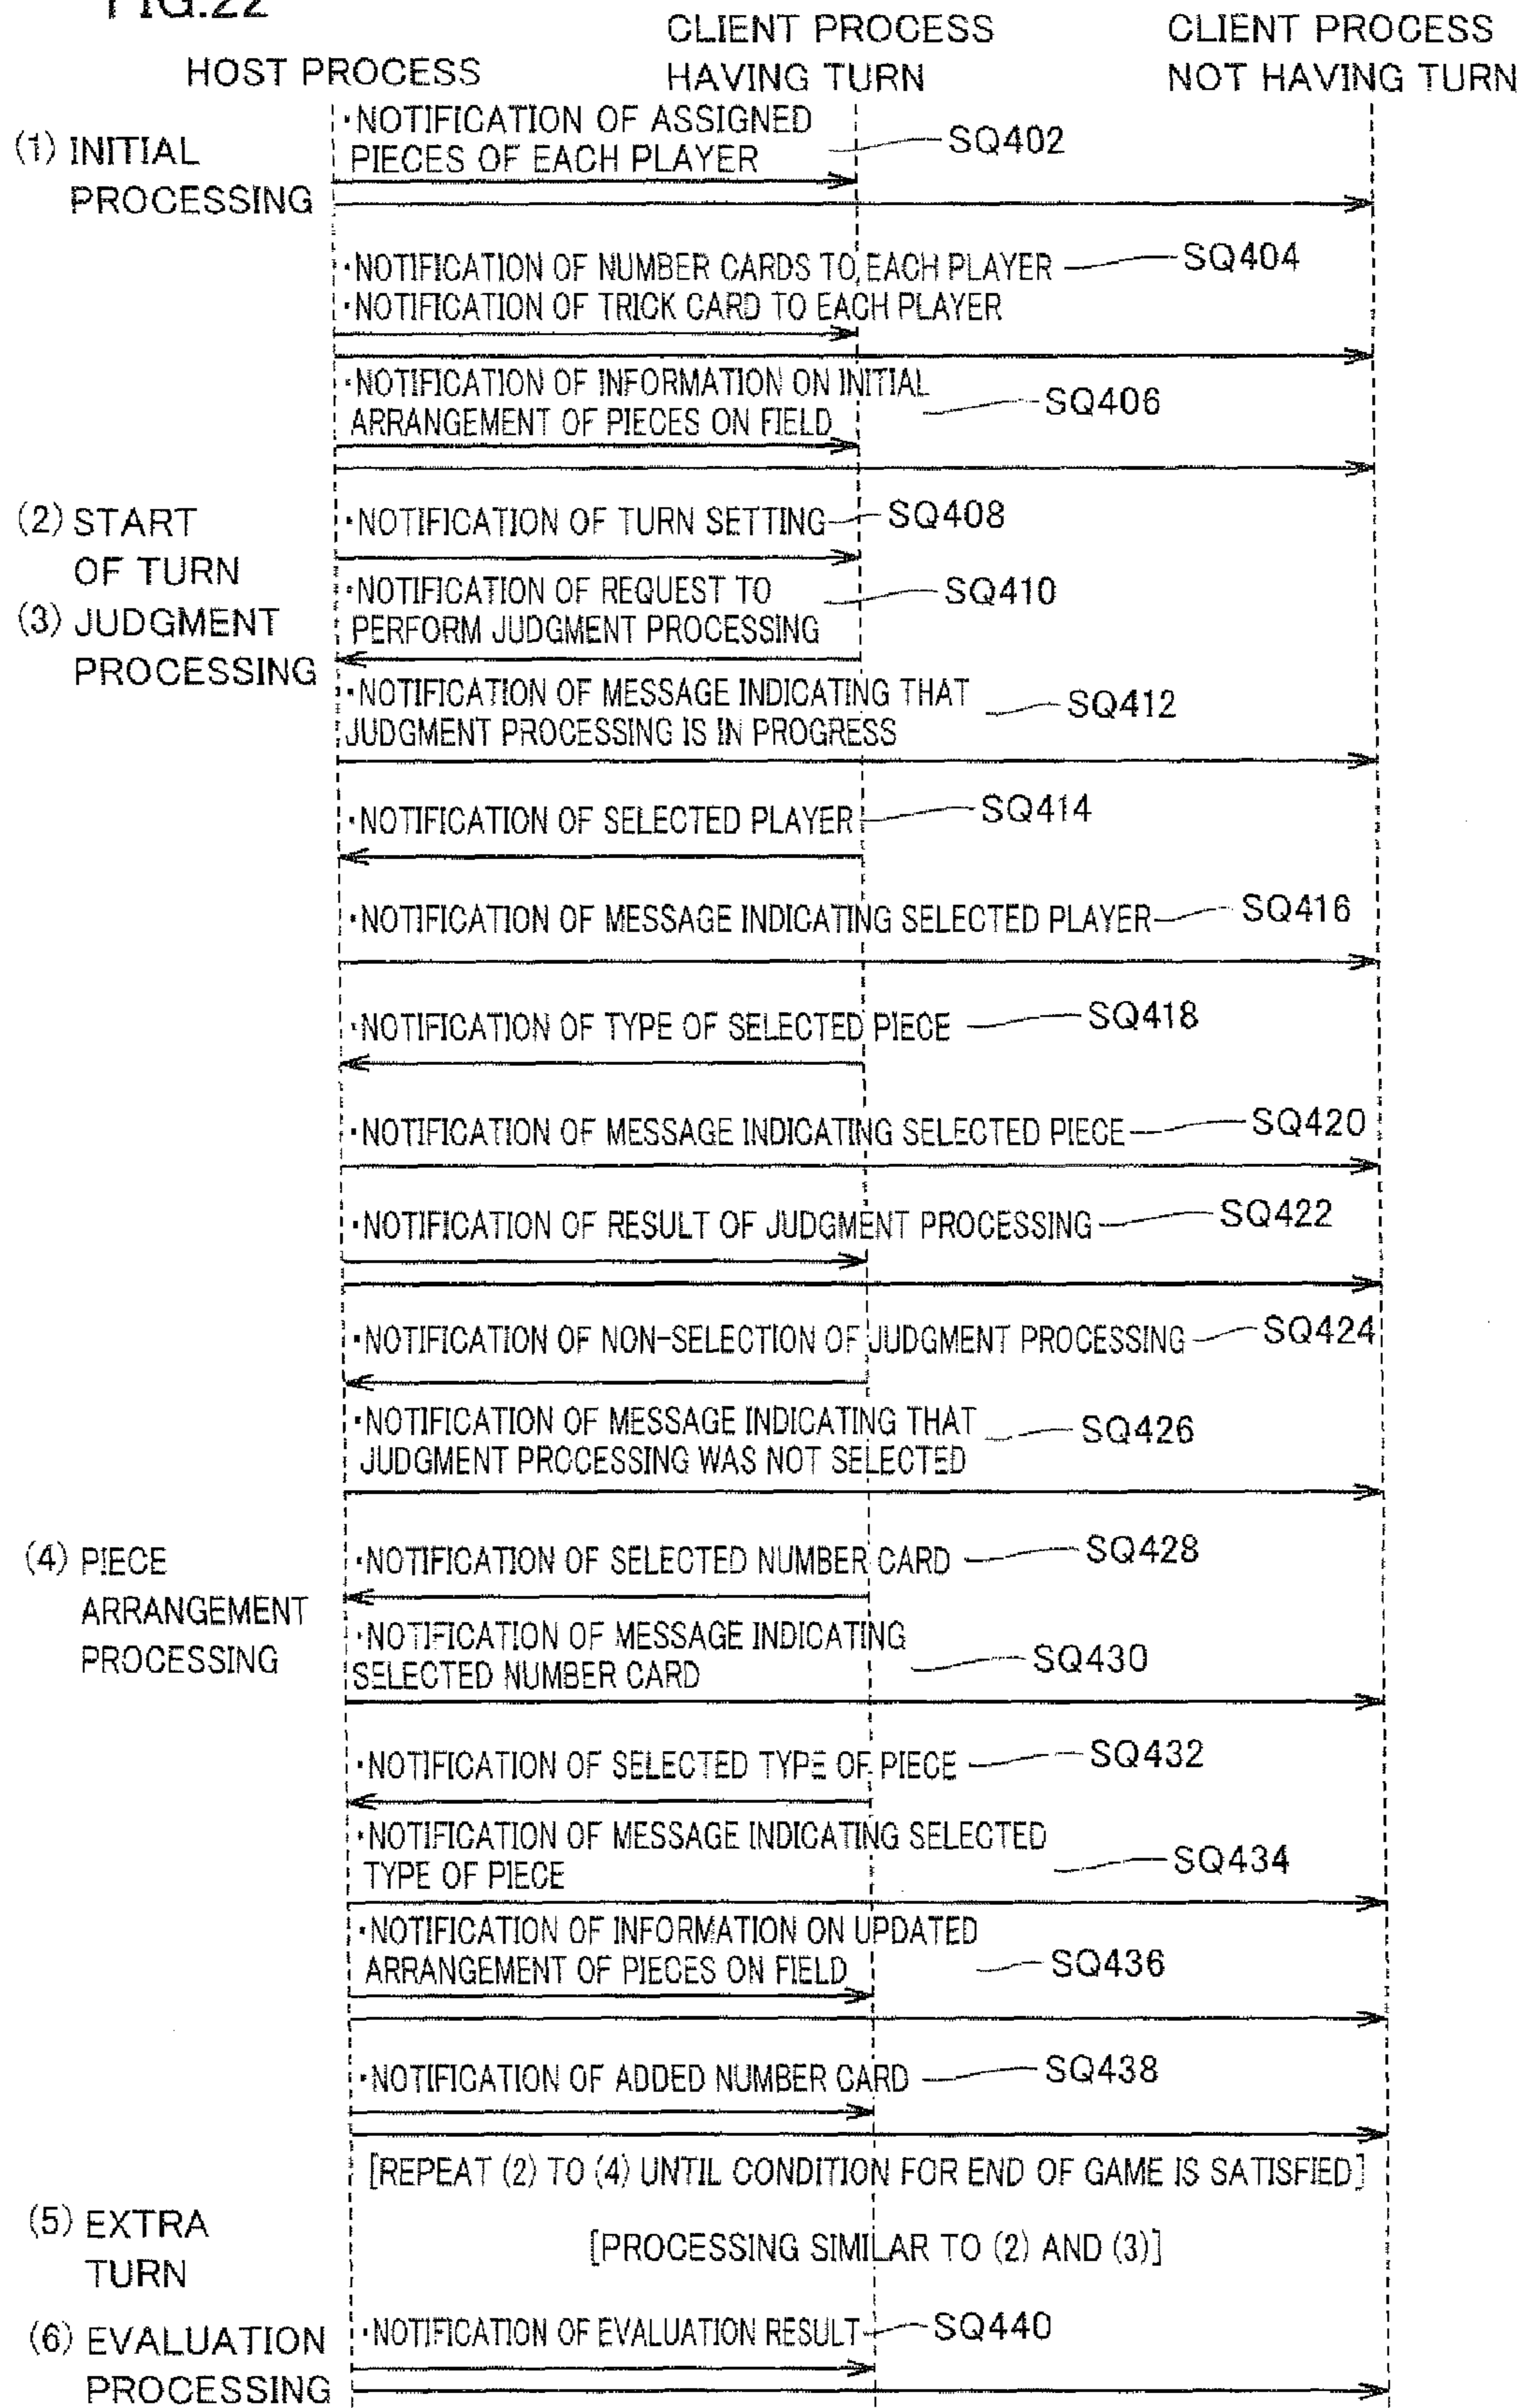 FIG.22
CLIENT PROCESS
HAVING TURN
CLIENT PROCESS
NOT HAVING TURN
HOST PROCESS
(1) INITIAL
PROCESSING
・NOTIFICATION OF ASSIGNED
PIECES OF EACH PLAYER
SQ402
・NOTIFICATION OF NUMBER CARDS TO EACH PLAYER
SQ404
・NOTIFICATION OF TRICK CARD TO EACH PLAYER
・NOTIFICATION OF INFORMATION ON INITIAL
ARRANGEMENT OF PIECES ON FIELD
SQ406
(2) START
OF TURN
・NOTIFICATION OF TURN SETTING
SQ408
(3) JUDGMENT
PROCESSING
・NOTIFICATION OF REQUEST TO
PERFORM JUDGMENT PROCESSING
SQ410
・NOTIFICATION OF MESSAGE INDICATING THAT
JUDGMENT PROCESSING IS IN PROGRESS
SQ412
・NOTIFICATION OF SELECTED PLAYER
SQ414
・NOTIFICATION OF MESSAGE INDICATING SELECTED PLAYER
SQ416
・NOTIFICATION OF TYPE OF SELECTED PIECE
SQ418
・NOTIFICATION OF MESSAGE INDICATING SELECTED PIECE
SQ420
・NOTIFICATION OF RESULT OF JUDGMENT PROCESSING
SQ422
・NOTIFICATION OF NON-SELECTION OF JUDGMENT PROCESSING
SQ424
・NOTIFICATION OF MESSAGE INDICATING THAT
JUDGMENT PROCESSING WAS NOT SELECTED
SQ426
(4) PIECE
ARRANGEMENT
PROCESSING
・NOTIFICATION OF SELECTED NUMBER CARD
SQ428
・NOTIFICATION OF MESSAGE INDICATING
SELECTED NUMBER CARD
SQ430
・NOTIFICATION OF SELECTED TYPE OF PIECE
SQ432
・NOTIFICATION OF MESSAGE INDICATING SELECTED
TYPE OF PIECE
SQ434
・NOTIFICATION OF INFORMATION ON UPDATED
ARRANGEMENT OF PIECES ON FIELD
SQ436
・NOTIFICATION OF ADDED NUMBER CARD
SQ438
[REPEAT (2) TO (4) UNTIL CONDITION FOR END OF GAME IS SATISFIED]
(5) EXTRA
TURN
[PROCESSING SIMILAR TO (2) AND (3)]
(6) EVALUATION
PROCESSING
・NOTIFICATION OF EVALUATION RESULT
SQ440